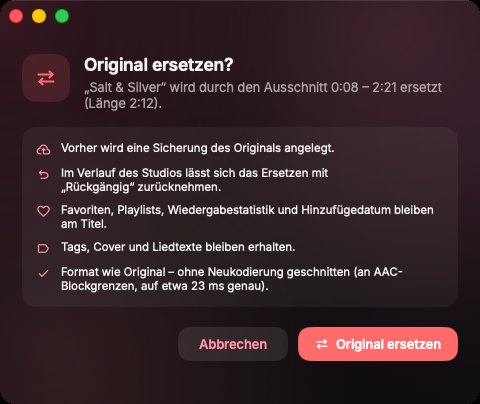 Original ersetzen?
„Salt & Silver“ wird durch den Ausschnitt 0:08 – 2:21 ersetzt
(Länge 2:12).
Vorher wird eine Sicherung des Originals angelegt.
Im Verlauf des Studios lässt sich das Ersetzen mit
„Rückgängig“ zurücknehmen.
Favoriten, Playlists, Wiedergabestatistik und Hinzufügedatum bleiben
am Titel.
Tags, Cover und Liedtexte bleiben erhalten.
Format wie Original – ohne Neukodierung geschnitten (an AAC-
Blockgrenzen, auf etwa 23 ms genau).
Abbrechen
Original ersetzen